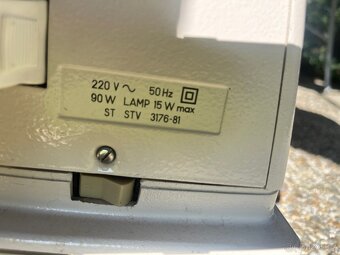 220 V ~ 50 Hz
90 W LAMP 15 W max
ST STV 3176-81